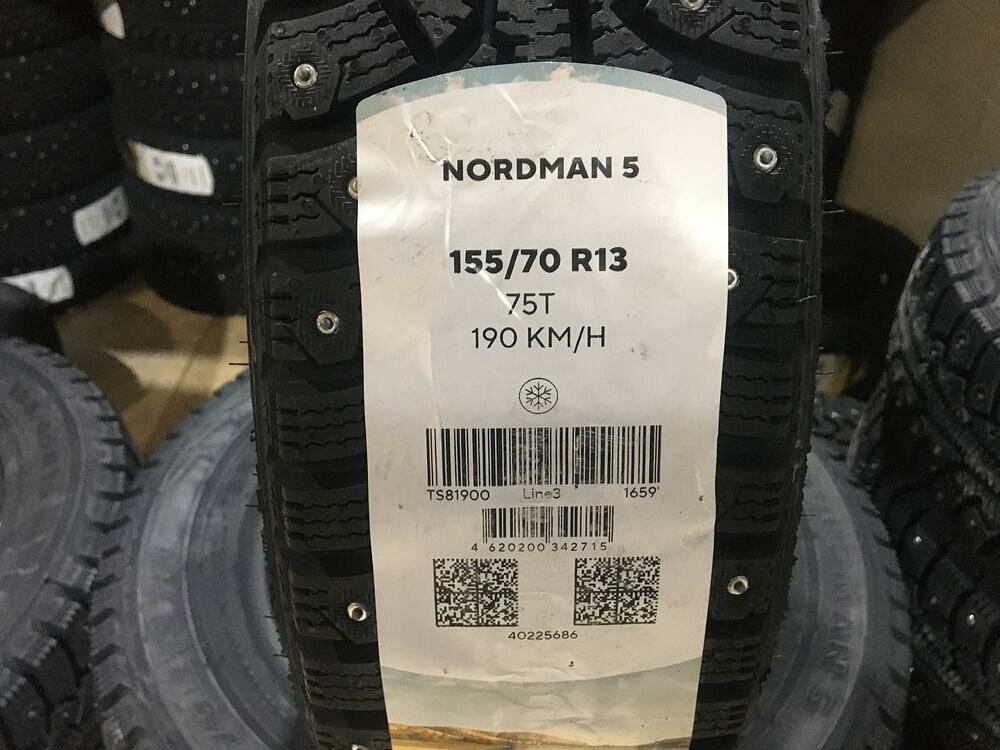 NORDMAN 5
155/70 R13
75T
190 KM/H
TS81900 Line3 1659'
4 620200 342715
40225686